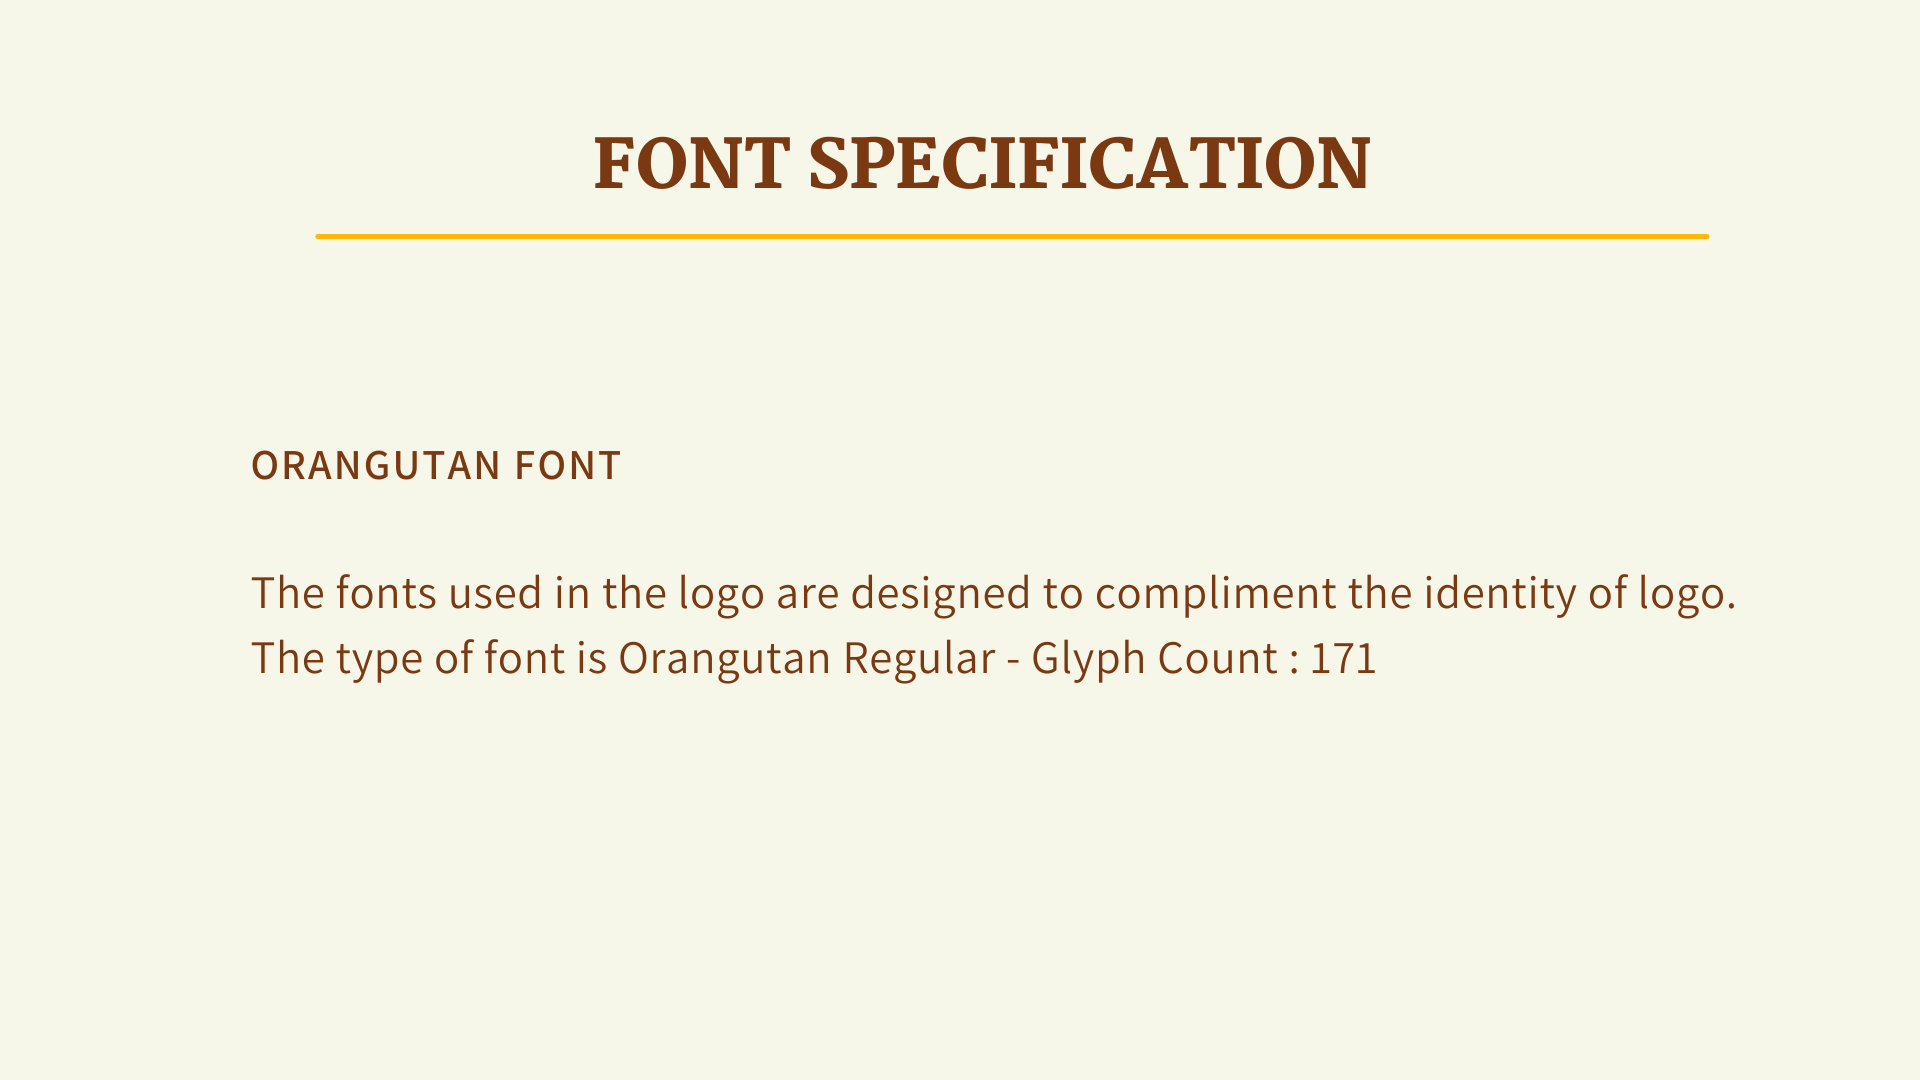 FONT SPECIFICATION
ORANGUTAN FONT
The fonts used in the logo are designed to compliment the identity of logo.
The type of font is Orangutan Regular - Glyph Count : 171